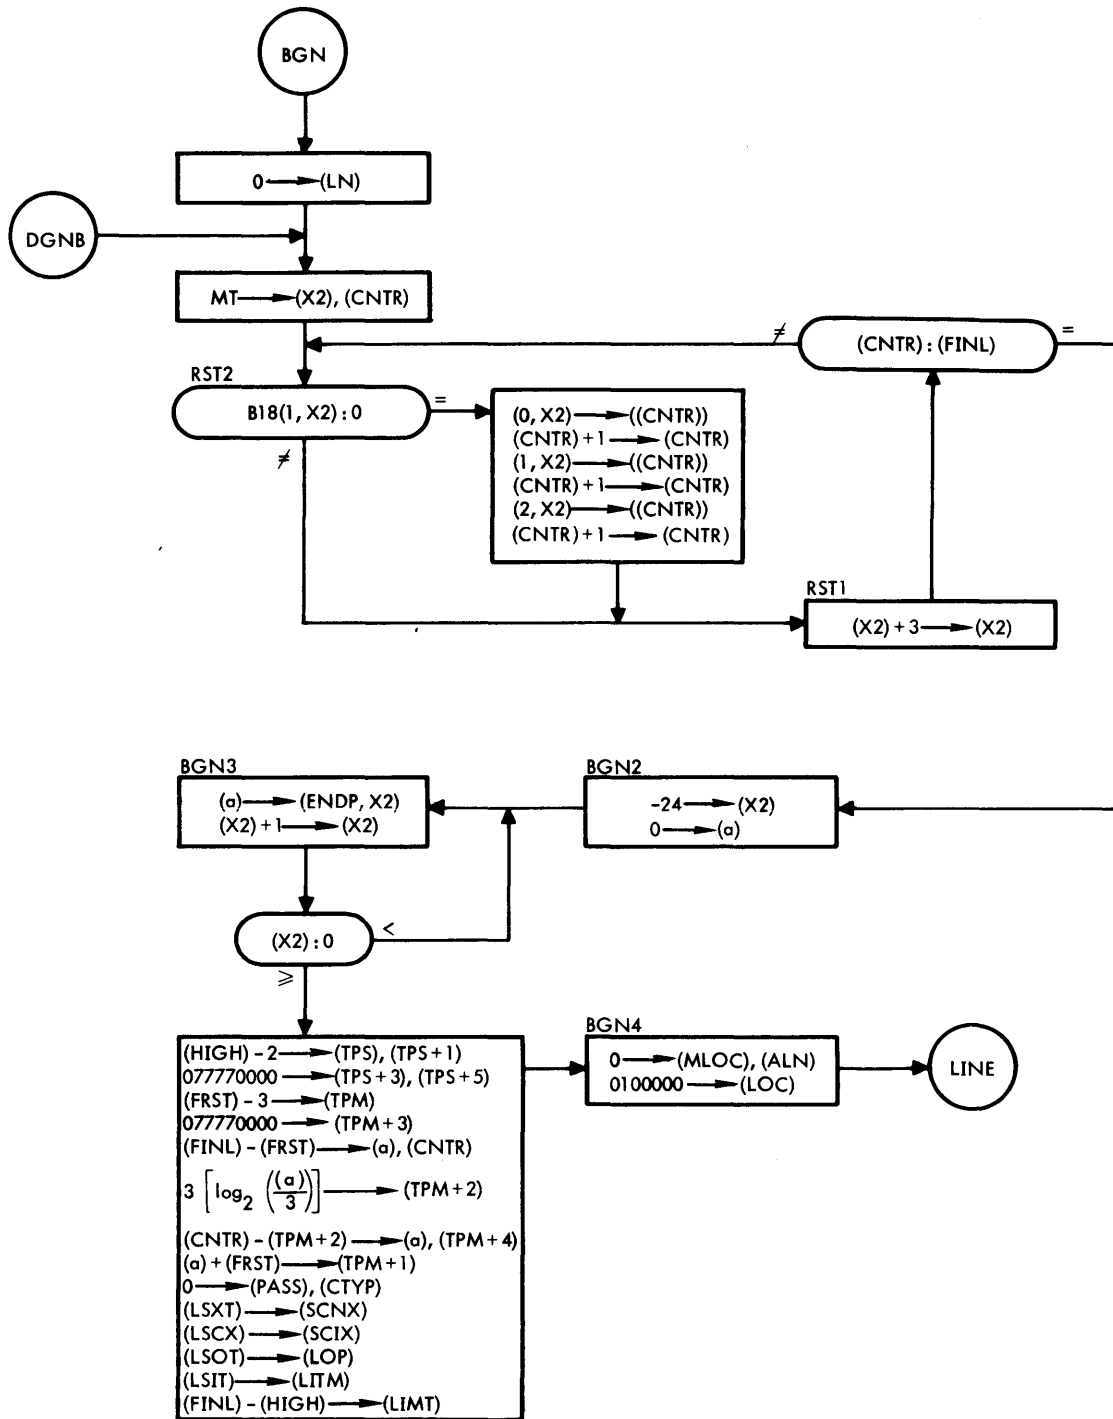 BGN
0 → (LN)
DGNB
MT → (X2), (CNTR)
≠
(CNTR) : (FINL)
=
RST2
B18(1, X2) : 0
=
≠
(0, X2) → ((CNTR))
(CNTR) + 1 → (CNTR)
(1, X2) → ((CNTR))
(CNTR) + 1 → (CNTR)
(2, X2) → ((CNTR))
(CNTR) + 1 → (CNTR)
RST1
(X2) + 3 → (X2)
BGN3
(a) → (ENDP, X2)
(X2) + 1 → (X2)
BGN2
-24 → (X2)
0 → (a)
(X2) : 0
<
≥
(HIGH) - 2 → (TPS), (TPS+1)
077770000 → (TPS+3), (TPS+5)
(FRST) - 3 → (TPM)
077770000 → (TPM+3)
(FINL) - (FRST) → (a), (CNTR)
3 [log₂ ((a)/3)] → (TPM+2)
(CNTR) - (TPM+2) → (a), (TPM+4)
(a) + (FRST) → (TPM+1)
0 → (PASS), (CTYP)
(LSXT) → (SCNX)
(LSCX) → (SCIX)
(LSOT) → (LOP)
(LSIT) → (LITM)
(FINL) - (HIGH) → (LIMT)
BGN4
0 → (MLOC), (ALN)
0100000 → (LOC)
LINE